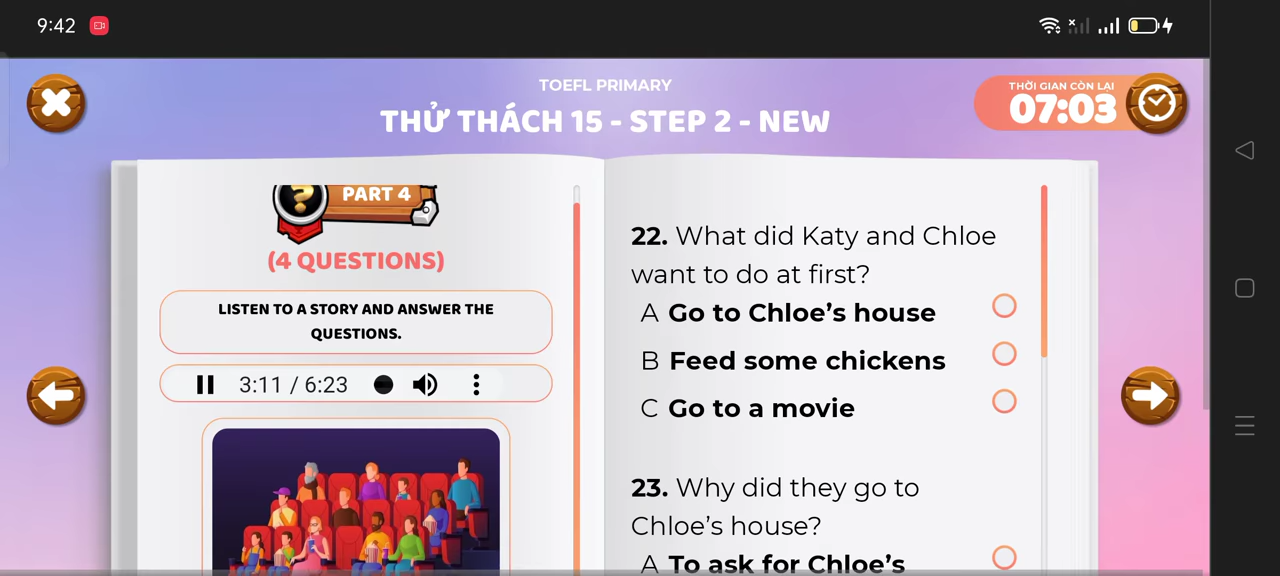 9:42
TOEFL PRIMARY
THỬ THÁCH 15 - STEP 2 - NEW
THỜI GIAN CÒN LẠI
07:03
PART 4
(4 QUESTIONS)
LISTEN TO A STORY AND ANSWER THE
QUESTIONS.
3:11 / 6:23
22. What did Katy and Chloe
want to do at first?
A Go to Chloe's house
B Feed some chickens
C Go to a movie
23. Why did they go to
Chloe's house?
A To ask for Chloe's